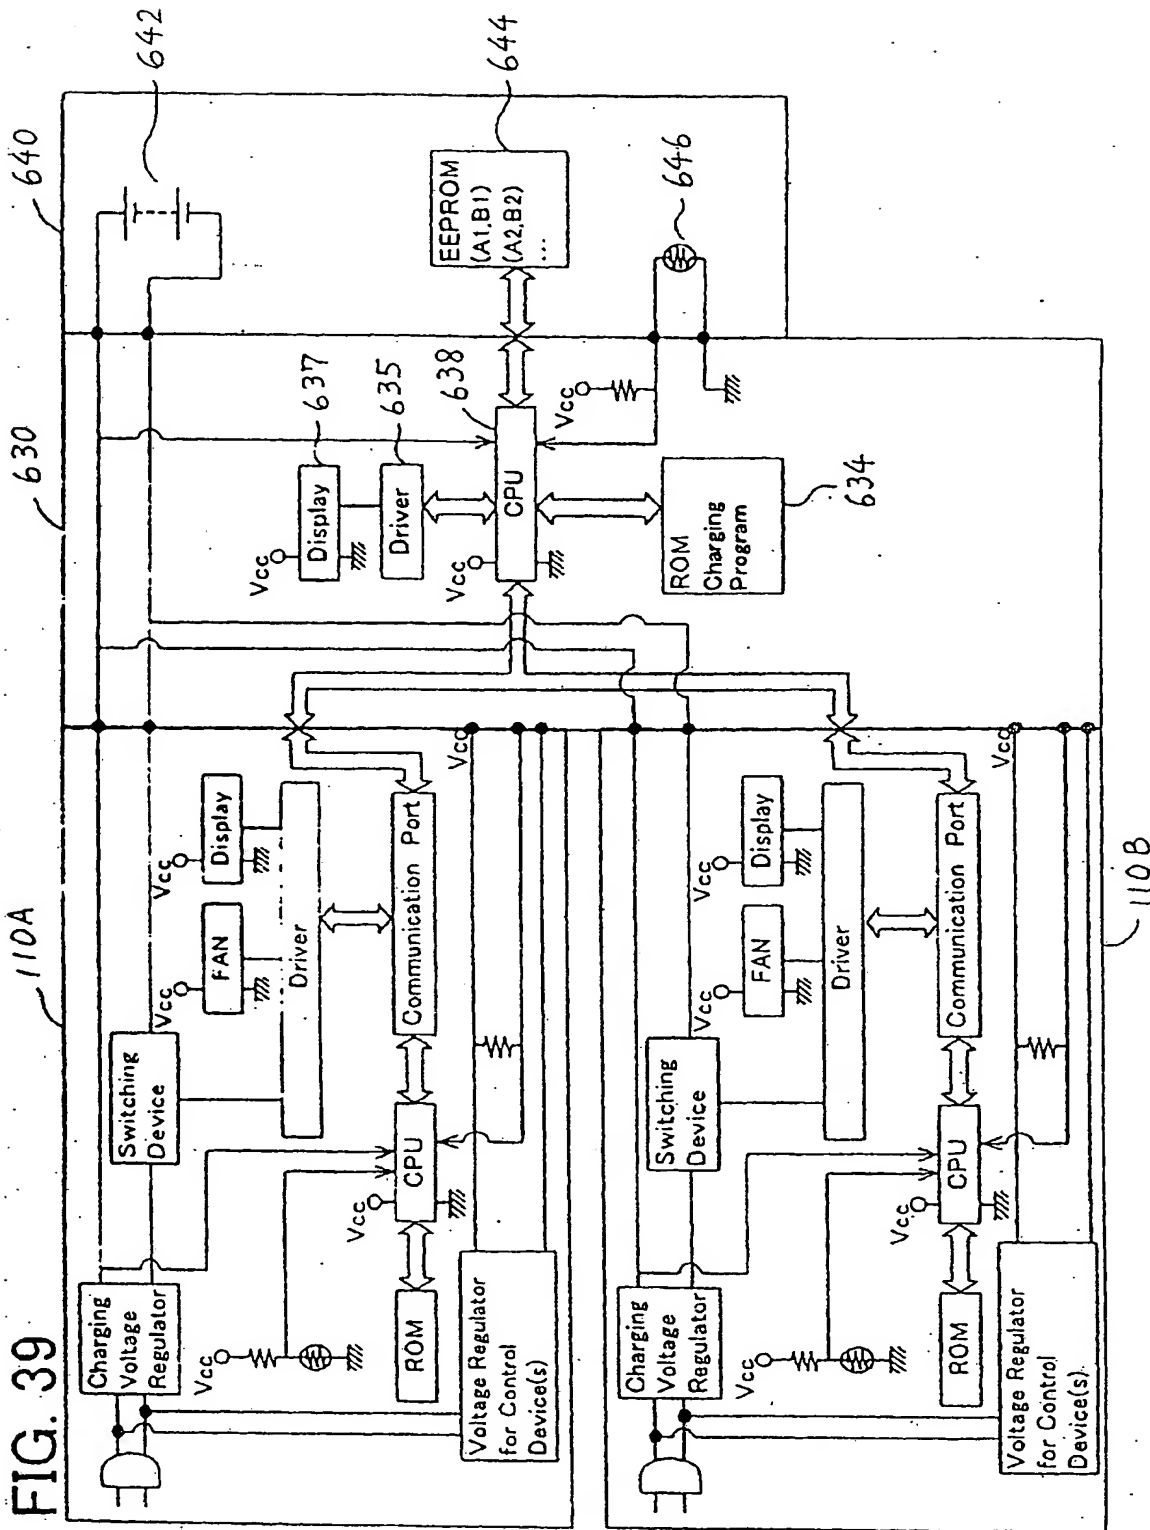 FIG. 39
110A
630
640
642
Charging
Voltage
Regulator
Switching
Device
Vcc
FAN
Vcc
Display
Driver
Vcc
ROM
Vcc
CPU
Communication Port
Voltage Regulator
for Control
Device(s)
Vcc
Vcc
Display
637
Driver
635
Vcc
CPU
638
ROM
Charging
Program
634
Vcc
EEPROM
(A1,B1)
(A2,B2)
...
644
646
Charging
Voltage
Regulator
Switching
Device
Vcc
FAN
Vcc
Display
Driver
Vcc
ROM
Vcc
CPU
Communication Port
Voltage Regulator
for Control
Device(s)
Vcc
110B